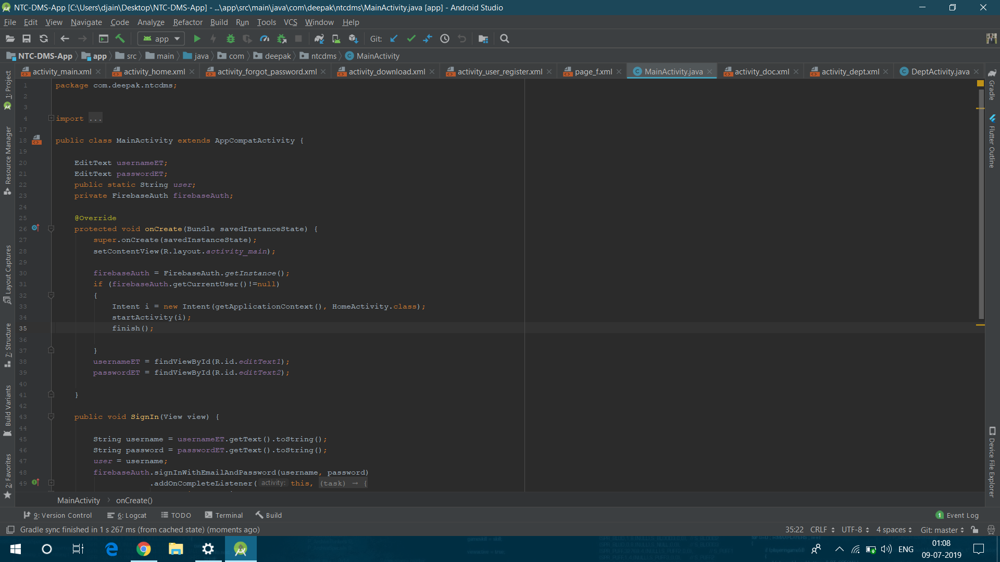 NTC-DMS-App [C:\Users\djain\Desktop\NTC-DMS-App] - ...\app\src\main\java\com\deepak\ntcdms\MainActivity.java [app] - Android Studio
File Edit View Navigate Code Analyze Refactor Build Run Tools VCS Window Help
app Git:
NTC-DMS-App app src main java com deepak ntcdms MainActivity
activity_main.xml activity_home.xml activity_forgot_password.xml activity_download.xml activity_user_register.xml page_f.xml MainActivity.java activity_doc.xml activity_dept.xml DeptActivity.java
1: Project
Resource Manager
Layout Captures
7: Structure
Build Variants
2: Favorites
1 package com.deepak.ntcdms;
2
3
4 import ...
17
18 public class MainActivity extends AppCompatActivity {
19
20 EditText usernameET;
21 EditText passwordET;
22 public static String user;
23 private FirebaseAuth firebaseAuth;
24
25 @Override
26 protected void onCreate(Bundle savedInstanceState) {
27 super.onCreate(savedInstanceState);
28 setContentView(R.layout.activity_main);
29
30 firebaseAuth = FirebaseAuth.getInstance();
31 if (firebaseAuth.getCurrentUser()!=null)
32 {
33 Intent i = new Intent(getApplicationContext(), HomeActivity.class);
34 startActivity(i);
35 finish();
36
37 }
38 usernameET = findViewById(R.id.editText1);
39 passwordET = findViewById(R.id.editText2);
40
41 }
42
43 public void SignIn(View view) {
44
45 String username = usernameET.getText().toString();
46 String password = passwordET.getText().toString();
47 user = username;
48 firebaseAuth.signInWithEmailAndPassword(username, password)
49 .addOnCompleteListener( activity: this, (task) → {
Gradle
Flutter Outline
Device File Explorer
MainActivity onCreate()
9: Version Control 6: Logcat TODO Terminal Build 1 Event Log
Gradle sync finished in 1 s 267 ms (from cached state) (moments ago) 35:22 CRLF UTF-8 4 spaces Git: master
ENG 01:08
09-07-2019